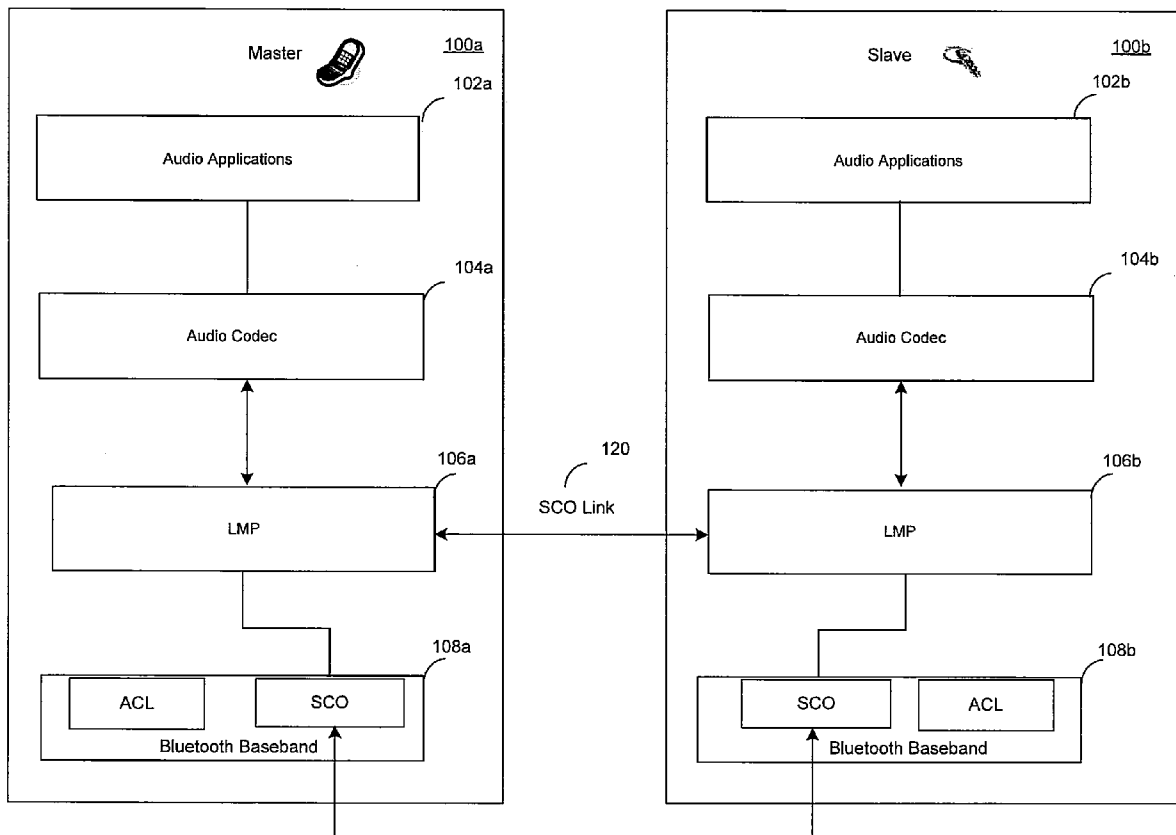 Master
100a
102a
Audio Applications
104a
Audio Codec
106a
LMP
108a
ACL
SCO
Bluetooth Baseband
120
SCO Link
Slave
100b
102b
Audio Applications
104b
Audio Codec
106b
LMP
108b
SCO
ACL
Bluetooth Baseband